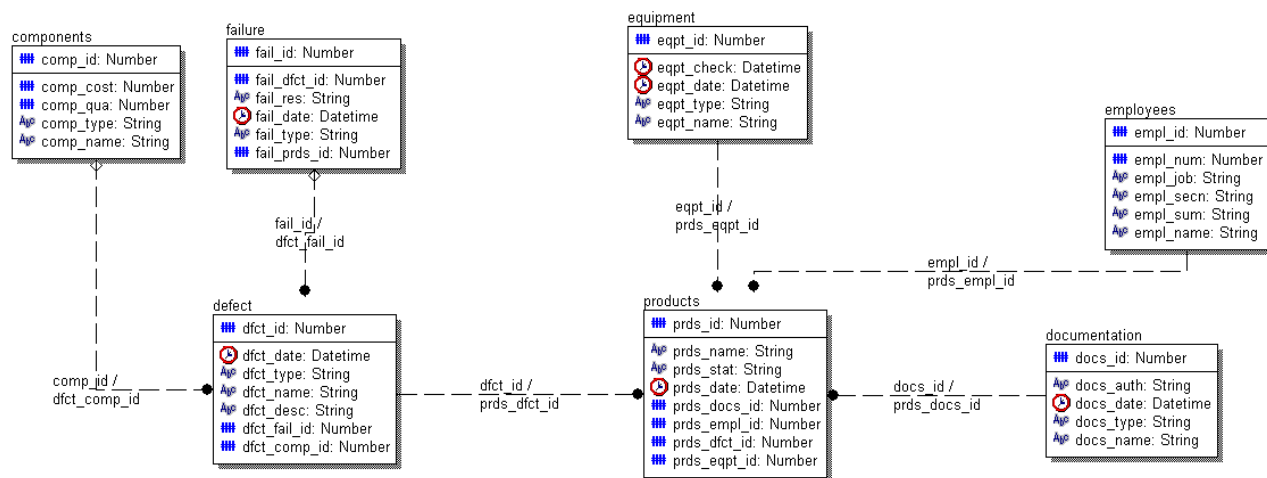 components
comp_id: Number
comp_cost: Number
comp_qua: Number
comp_type: String
comp_name: String
failure
fail_id: Number
fail_dfct_id: Number
fail_res: String
fail_date: Datetime
fail_type: String
fail_prds_id: Number
equipment
eqpt_id: Number
eqpt_check: Datetime
eqpt_date: Datetime
eqpt_type: String
eqpt_name: String
employees
empl_id: Number
empl_num: Number
empl_job: String
empl_secn: String
empl_sum: String
empl_name: String
fail_id /
dfct_fail_id
eqpt_id /
prds_eqpt_id
empl_id /
prds_empl_id
comp_id /
dfct_comp_id
defect
dfct_id: Number
dfct_date: Datetime
dfct_type: String
dfct_name: String
dfct_desc: String
dfct_fail_id: Number
dfct_comp_id: Number
dfct_id /
prds_dfct_id
products
prds_id: Number
prds_name: String
prds_stat: String
prds_date: Datetime
prds_docs_id: Number
prds_empl_id: Number
prds_dfct_id: Number
prds_eqpt_id: Number
docs_id /
prds_docs_id
documentation
docs_id: Number
docs_auth: String
docs_date: Datetime
docs_type: String
docs_name: String